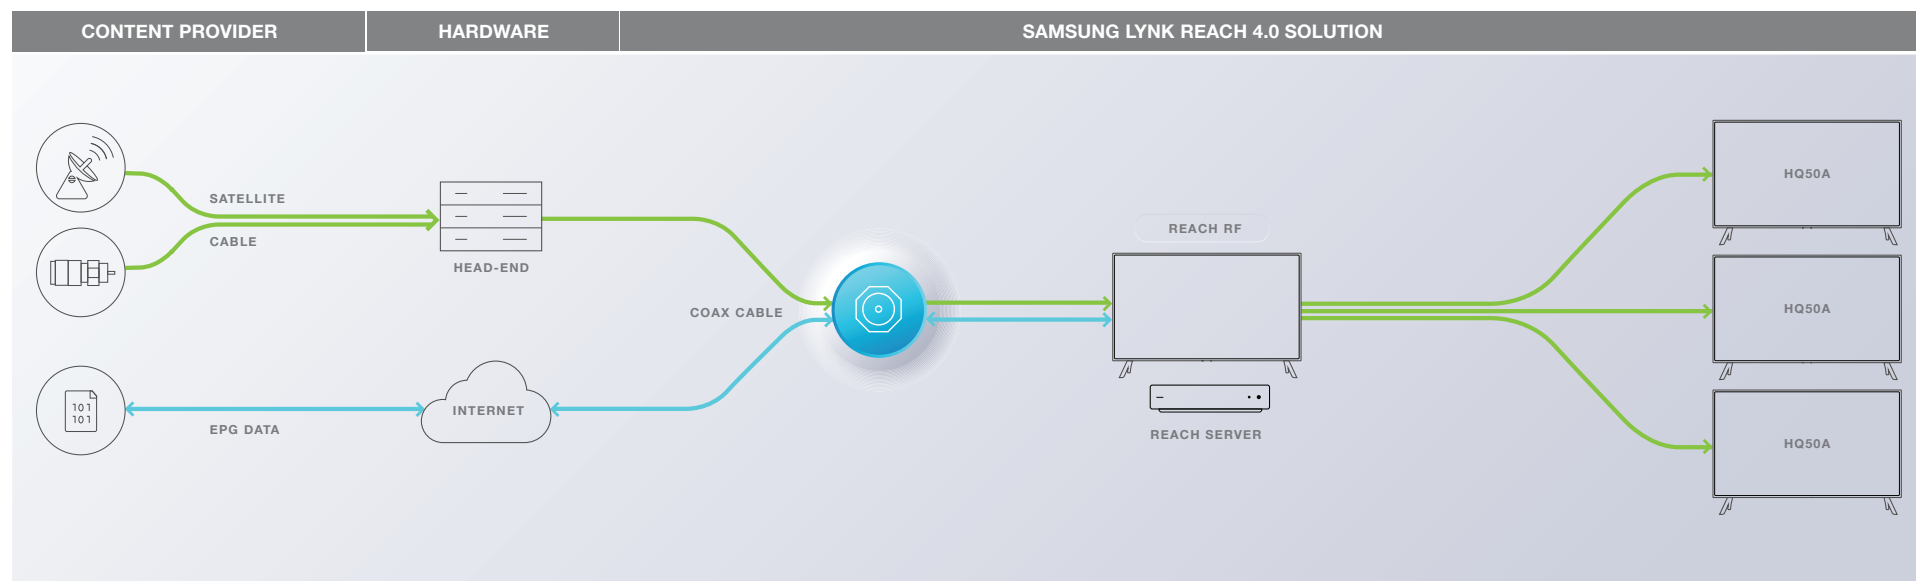 CONTENT PROVIDER
HARDWARE
SAMSUNG LYNK REACH 4.0 SOLUTION
SATELLITE
CABLE
HEAD-END
COAX CABLE
REACH RF
HQ50A
HQ50A
HQ50A
101
101
EPG DATA
INTERNET
REACH SERVER